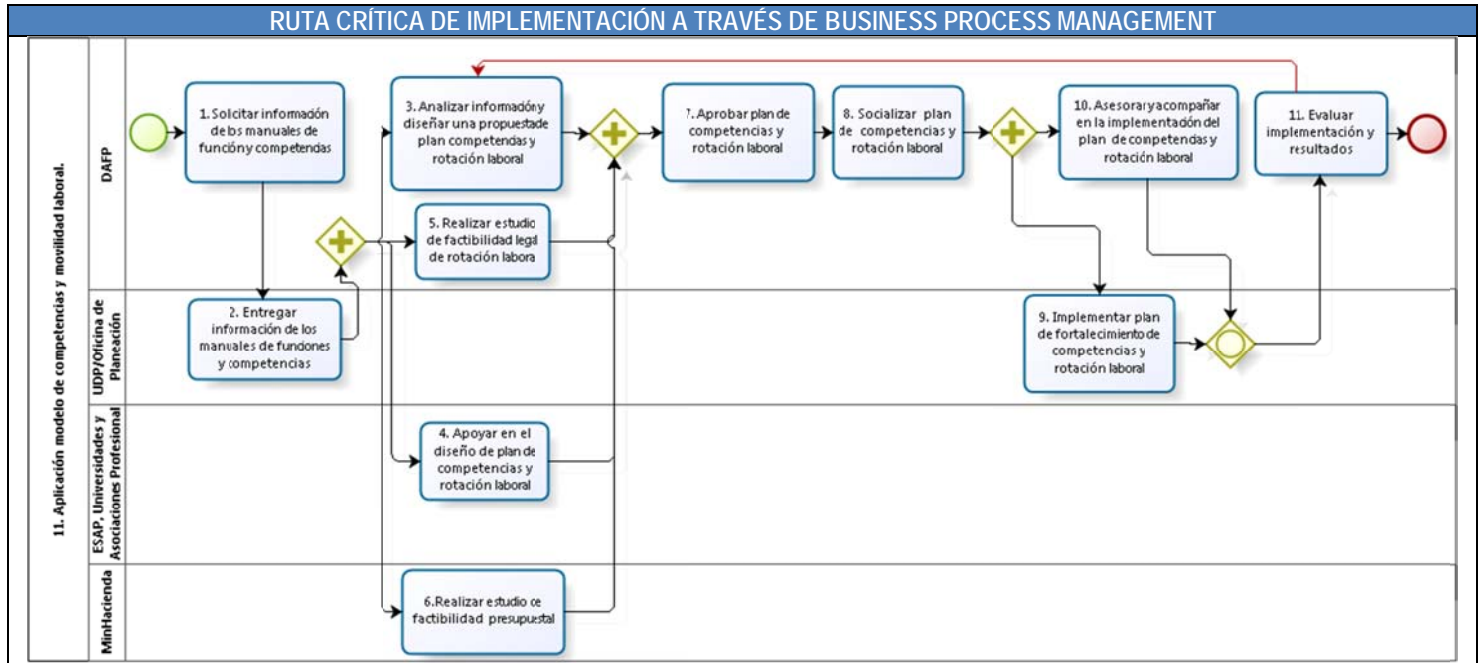 RUTA CRÍTICA DE IMPLEMENTACIÓN A TRAVÉS DE BUSINESS PROCESS MANAGEMENT
11. Aplicación modelo de competencias y movilidad laboral.
DAFP
1. Solcitar información
de bs manuales de
función y competencias
3. Analizar información y
diseñar una propuesta de
plan competencias y
rotación laboral
5. Realizar estudio
de factibilidad legal
de rotación labora
7. Aprobar plan de
competencias y
rotación laboral
8. Socializar plan
de competencias y
rotación laboral
10. Asesorar y acompañar
en la implementación del
plan de competencias y
rotación laboral
11. Evaluar
implementación y
resultados
UDP/Oficina de
Planeación
2. Entregar
información de los
manuales de funciones
y competencias
9. Implementar plan
de fortalecimiento de
competencias y
rotación laboral
ESAP, Universidades y
Asociaciones Profesional
4. Apoyar en el
diseño de plan de
competencias y
rotación laboral
MinHacienda
6.Realizar estudio ce
factibilidad presupuestal